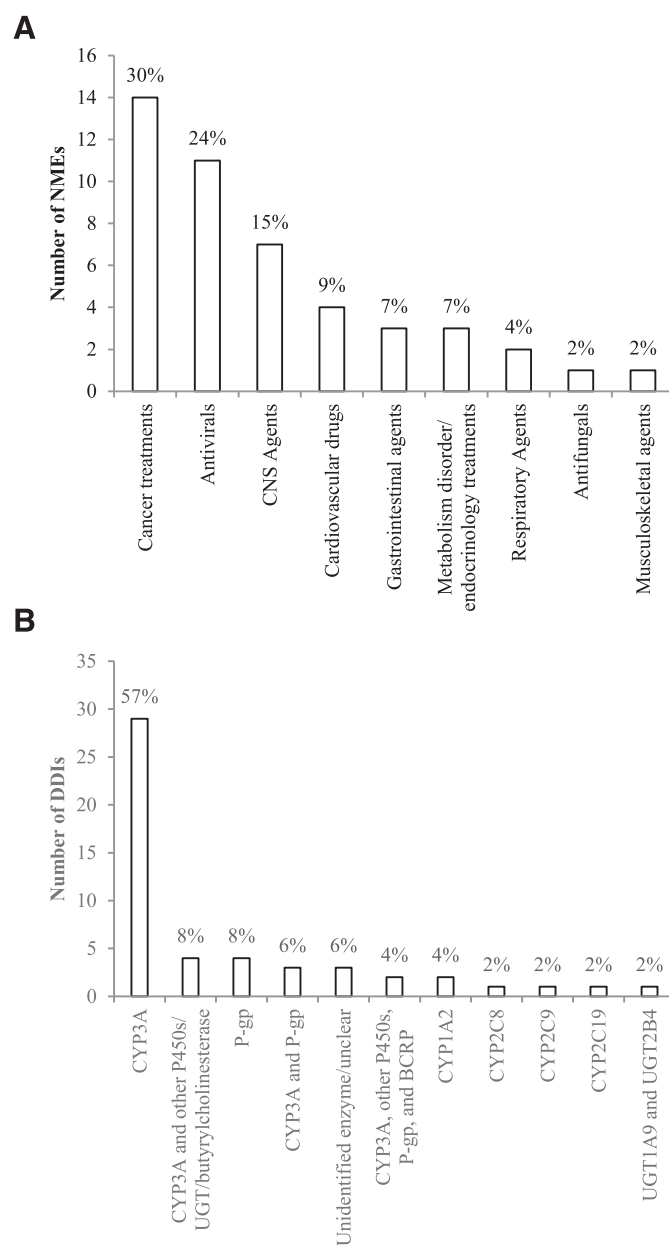 A
16
14
12
10
8
6
4
2
0
Number of NMEs
30%
24%
15%
9%
7%
7%
4%
2%
2%
Cancer treatments
Antivirals
CNS Agents
Cardiovascular drugs
Gastrointestinal agents
Metabolism disorder/
endocrinology treatments
Respiratory Agents
Antifungals
Musculoskeletal agents
B
35
30
25
20
15
10
5
0
Number of DDIs
57%
8%
8%
6%
6%
4%
4%
2%
2%
2%
2%
CYP3A
CYP3A and other P450s/
UGT/butyrylcholinesterase
P-gp
CYP3A and P-gp
Unidentified enzyme/unclear
CYP3A, other P450s,
P-gp, and BCRP
CYP1A2
CYP2C8
CYP2C9
CYP2C19
UGT1A9 and UGT2B4